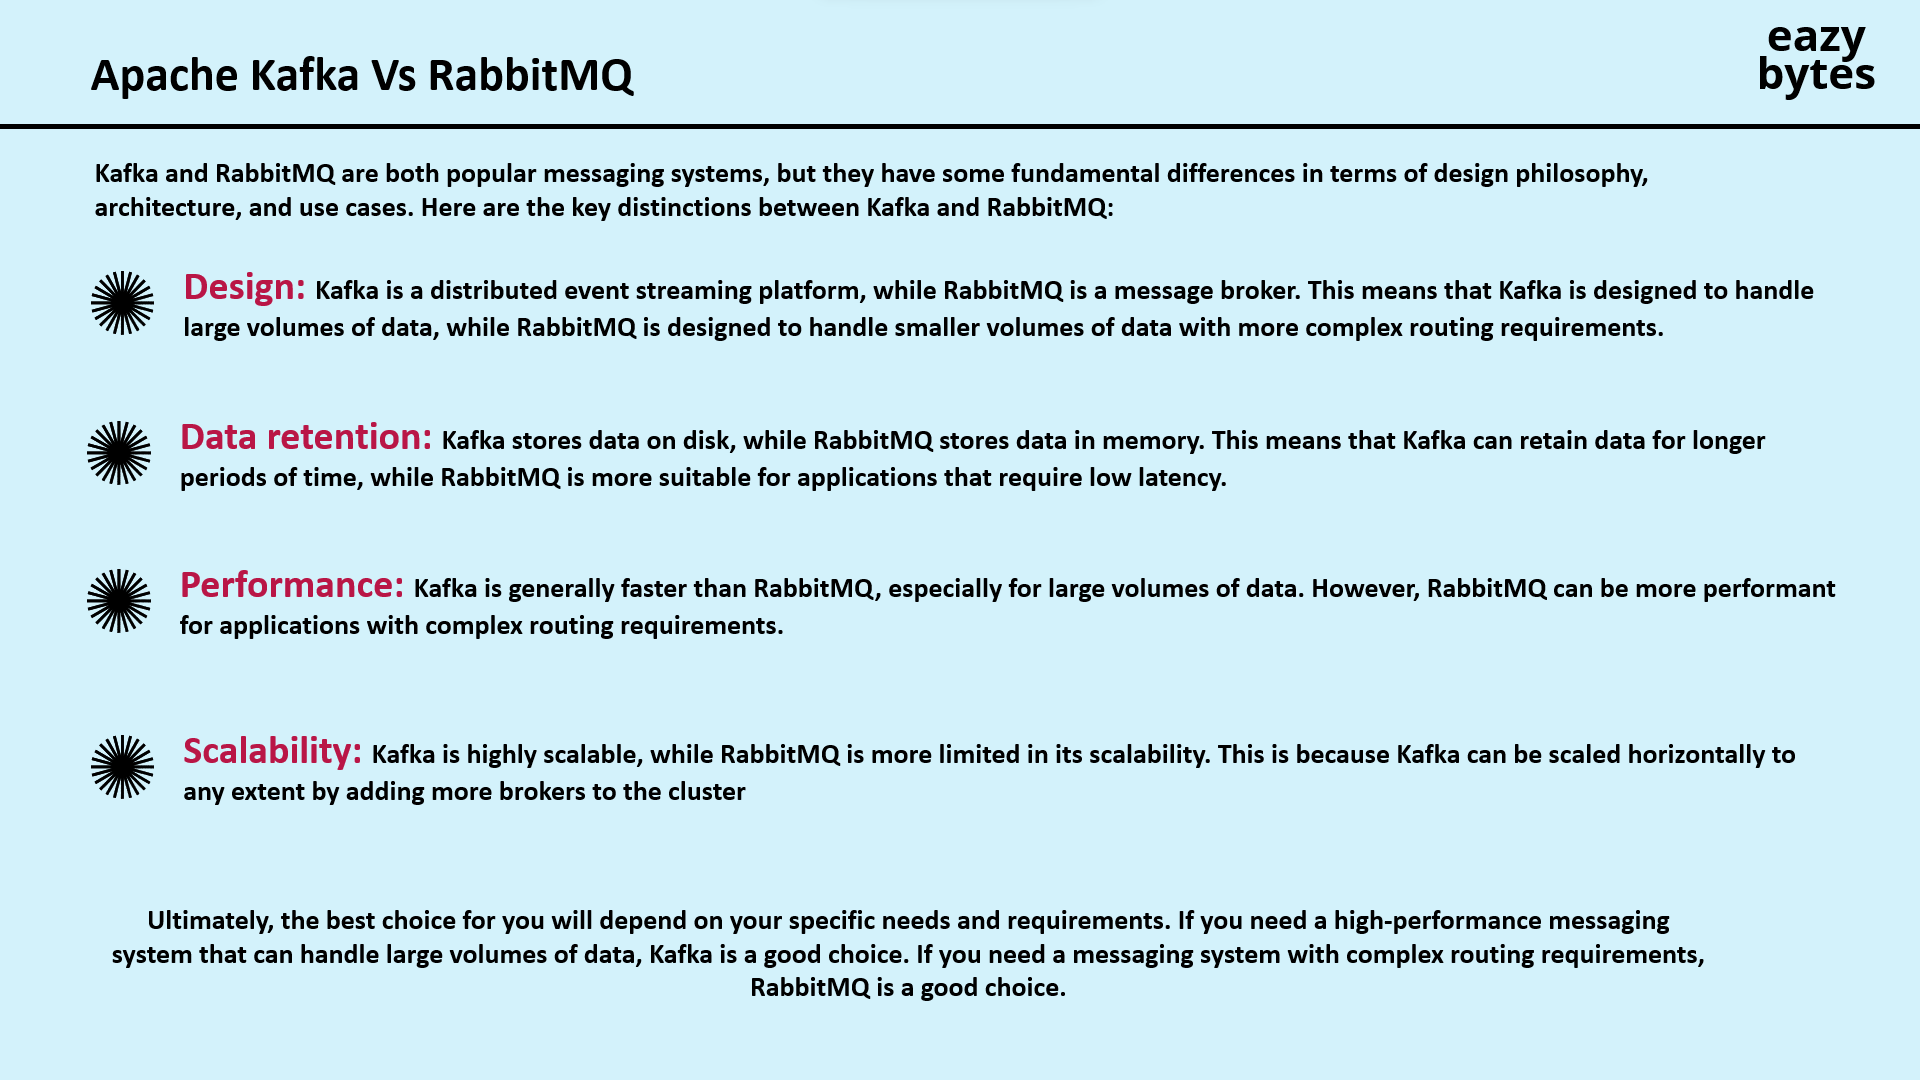 Apache Kafka Vs RabbitMQ
eazy
bytes
Kafka and RabbitMQ are both popular messaging systems, but they have some fundamental differences in terms of design philosophy,
architecture, and use cases. Here are the key distinctions between Kafka and RabbitMQ:
Design: Kafka is a distributed event streaming platform, while RabbitMQ is a message broker. This means that Kafka is designed to handle
large volumes of data, while RabbitMQ is designed to handle smaller volumes of data with more complex routing requirements.
Data retention: Kafka stores data on disk, while RabbitMQ stores data in memory. This means that Kafka can retain data for longer
periods of time, while RabbitMQ is more suitable for applications that require low latency.
Performance: Kafka is generally faster than RabbitMQ, especially for large volumes of data. However, RabbitMQ can be more performant
for applications with complex routing requirements.
Scalability: Kafka is highly scalable, while RabbitMQ is more limited in its scalability. This is because Kafka can be scaled horizontally to
any extent by adding more brokers to the cluster
Ultimately, the best choice for you will depend on your specific needs and requirements. If you need a high-performance messaging
system that can handle large volumes of data, Kafka is a good choice. If you need a messaging system with complex routing requirements,
RabbitMQ is a good choice.